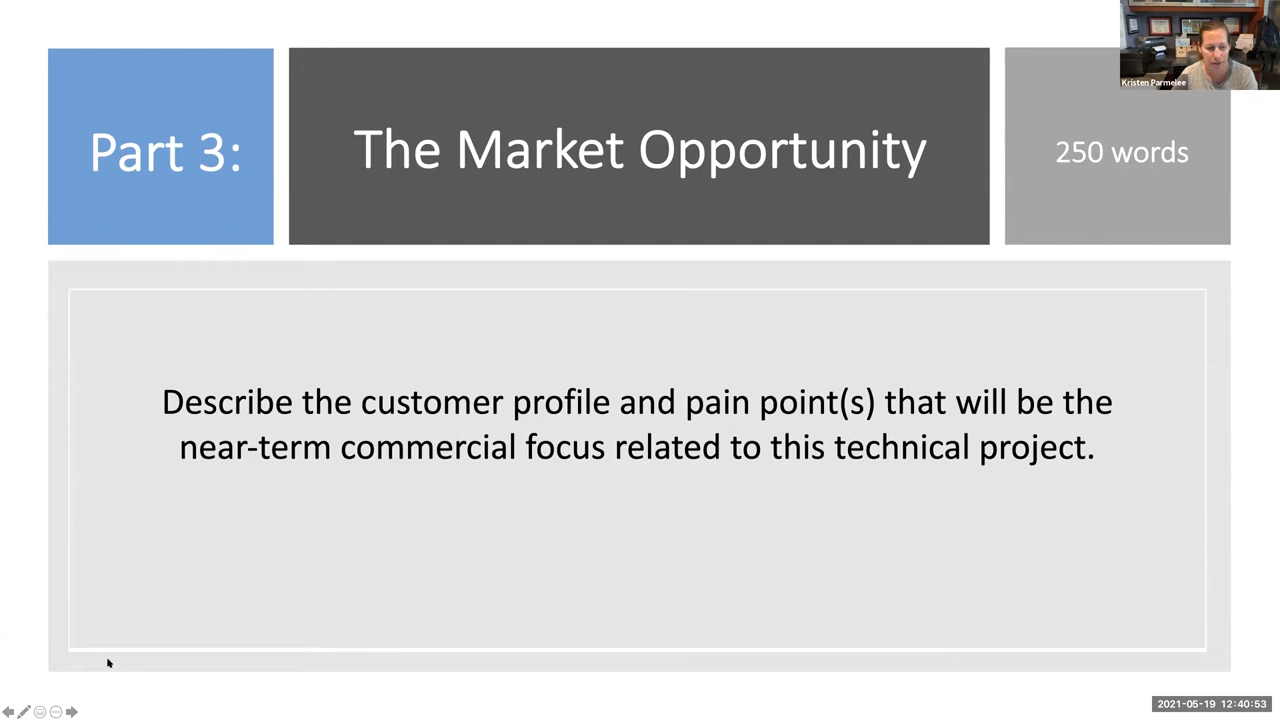 Part 3:
The Market Opportunity
250 words
Kristen Parmelee
Describe the customer profile and pain point(s) that will be the
near-term commercial focus related to this technical project.
2021-05-19 12:40:53